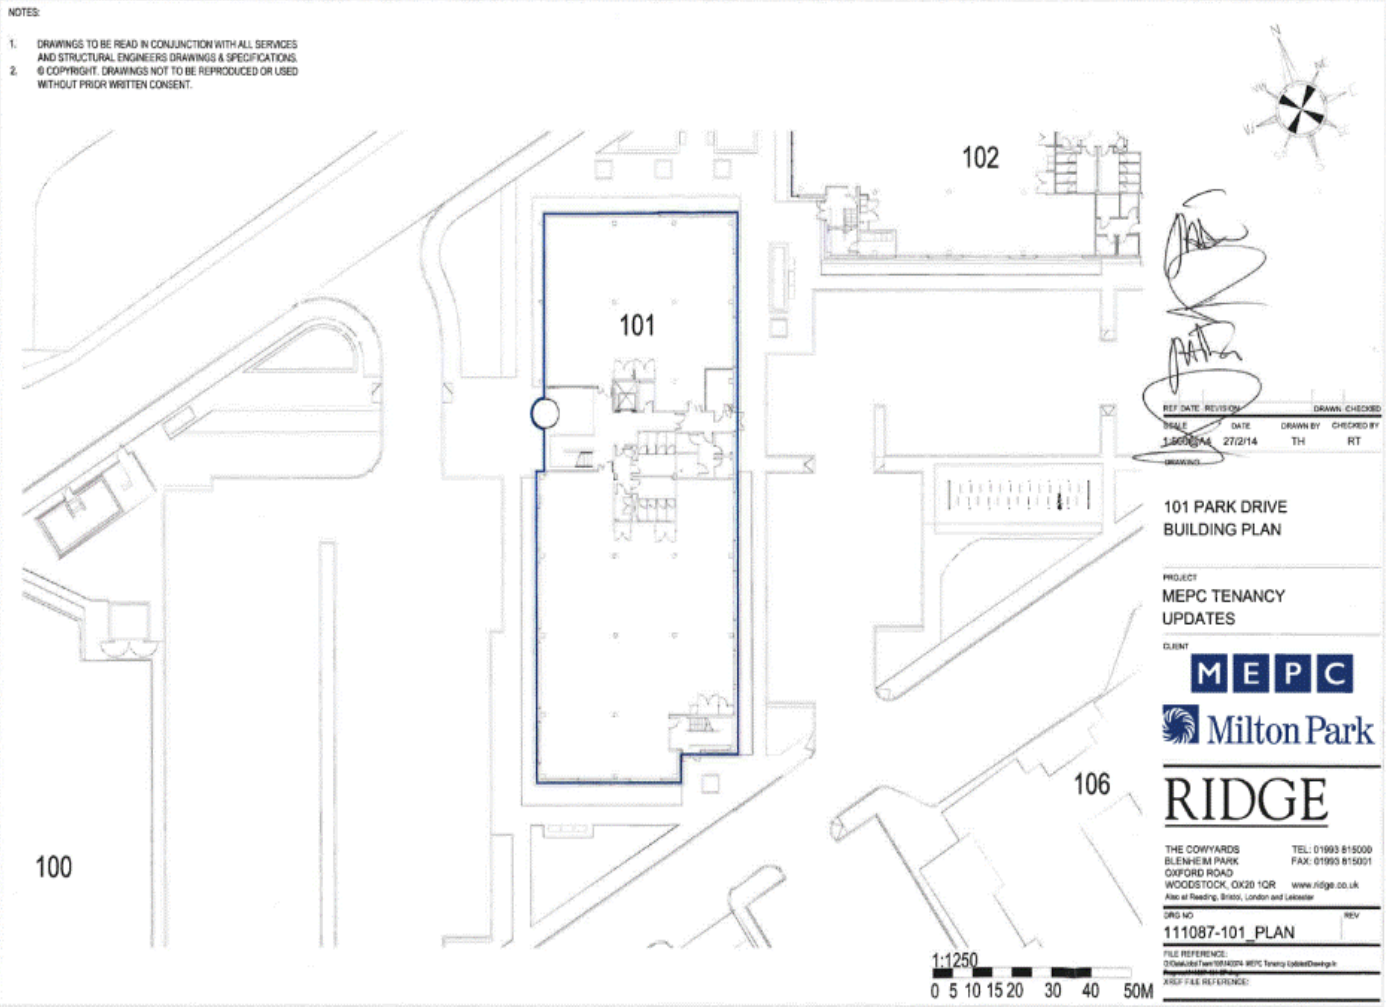 NOTES:
1. DRAWINGS TO BE READ IN CONJUNCTION WITH ALL SERVICES
AND STRUCTURAL ENGINEERS DRAWINGS & SPECIFICATIONS.
2. © COPYRIGHT. DRAWINGS NOT TO BE REPRODUCED OR USED
WITHOUT PRIOR WRITTEN CONSENT.
N
NE
E
SE
S
W
NW
102
101
100
106
REF DATE REVISION DRAWN CHECKED
SCALE DATE DRAWN BY CHECKED BY
27/2/14 TH RT
DRAWING
101 PARK DRIVE
BUILDING PLAN
PROJECT
MEPC TENANCY
UPDATES
CLIENT
MEPC
Milton Park
RIDGE
THE COWYARDS TEL: 01993 815000
BLENHEIM PARK FAX: 01993 815001
OXFORD ROAD
WOODSTOCK, OX20 1QR www.ridge.co.uk
Also at Reading, Bristol, London and Leicester
DRG NO REV
111087-101_PLAN
FILE REFERENCE:
XREF FILE REFERENCE:
1:1250
0 5 10 15 20 30 40 50M